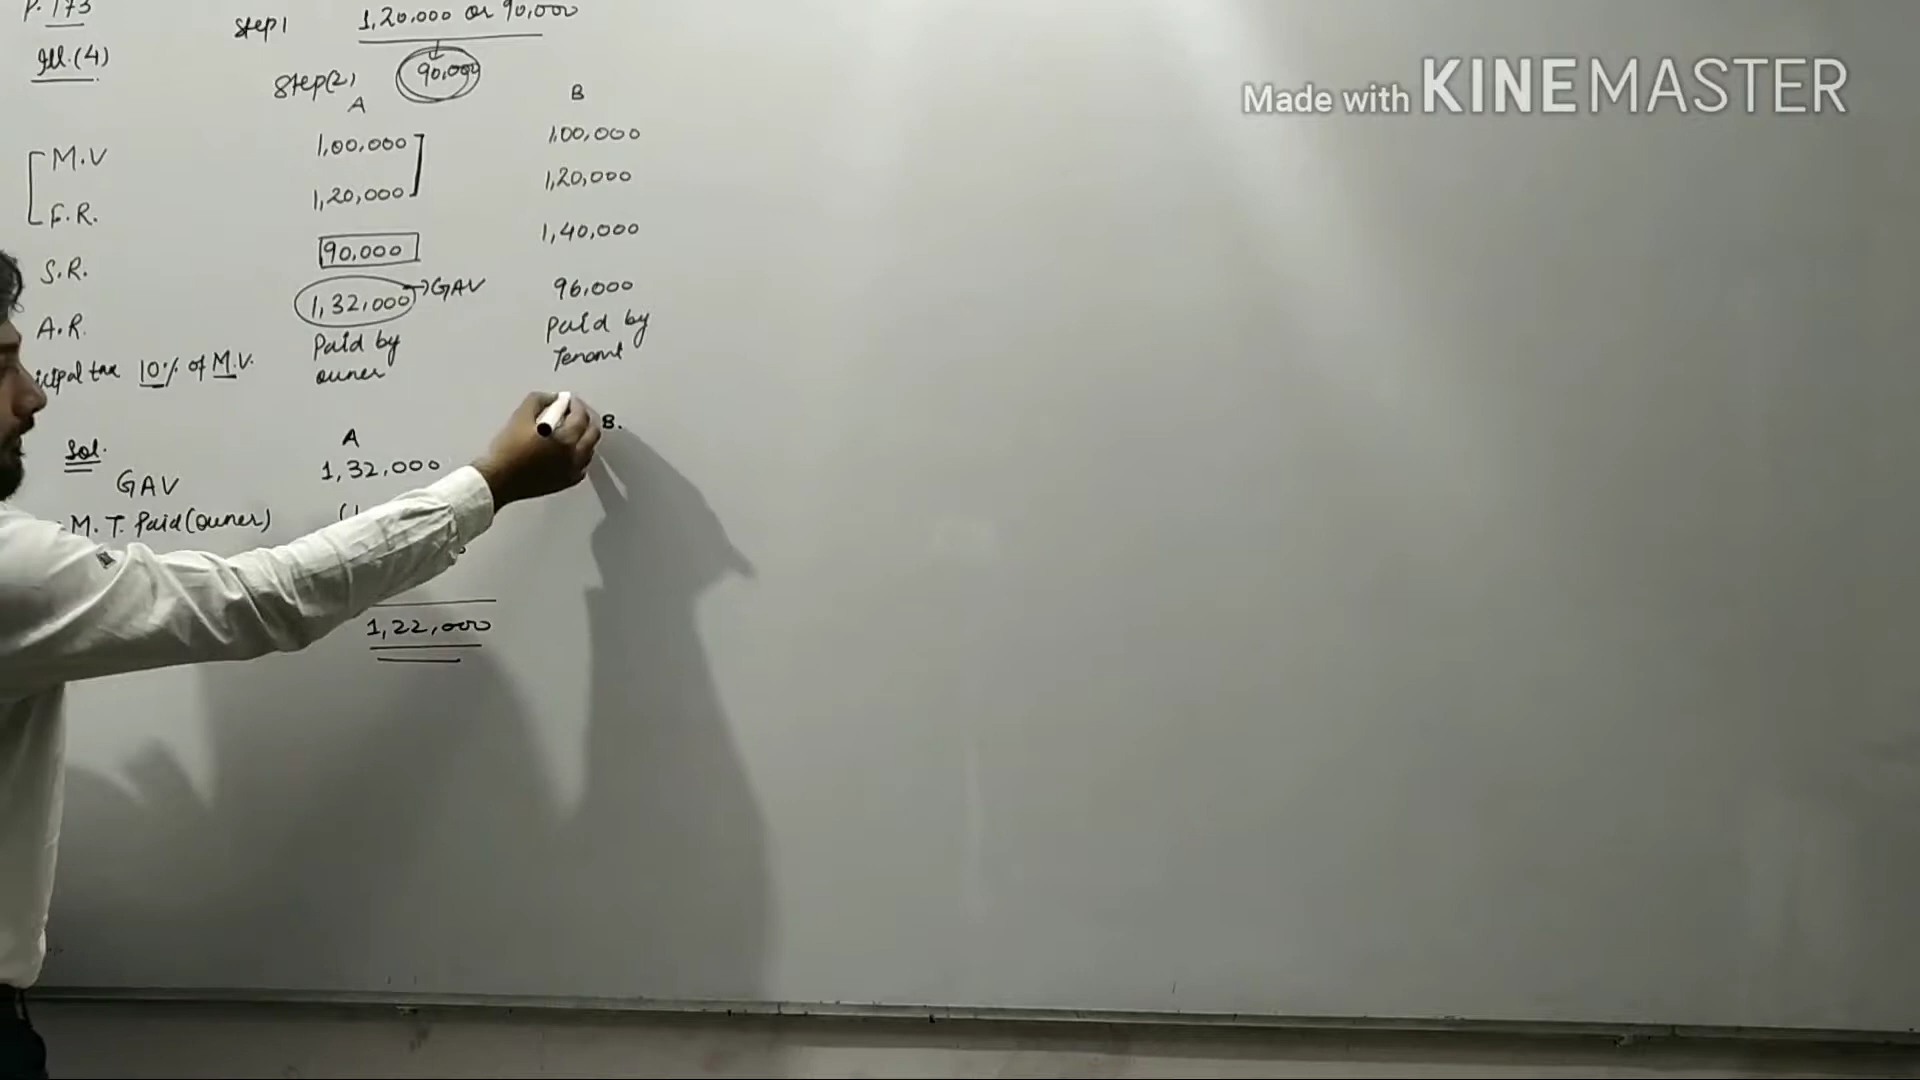 P. 173
Step 1 1,20,000 or 90,000
Ill.(4)
90,000
Step(2)
A B
M.V 1,00,000 1,00,000
F.R. 1,20,000 1,20,000
S.R. 90,000 1,40,000
A.R. 1,32,000 → GAV 96,000
icipal tax 10% of M.V. Paid by owner Paid by Tenant
Sol. A B.
GAV 1,32,000
- M. T. Paid (owner) (1
1,22,000
Made with KINEMASTER